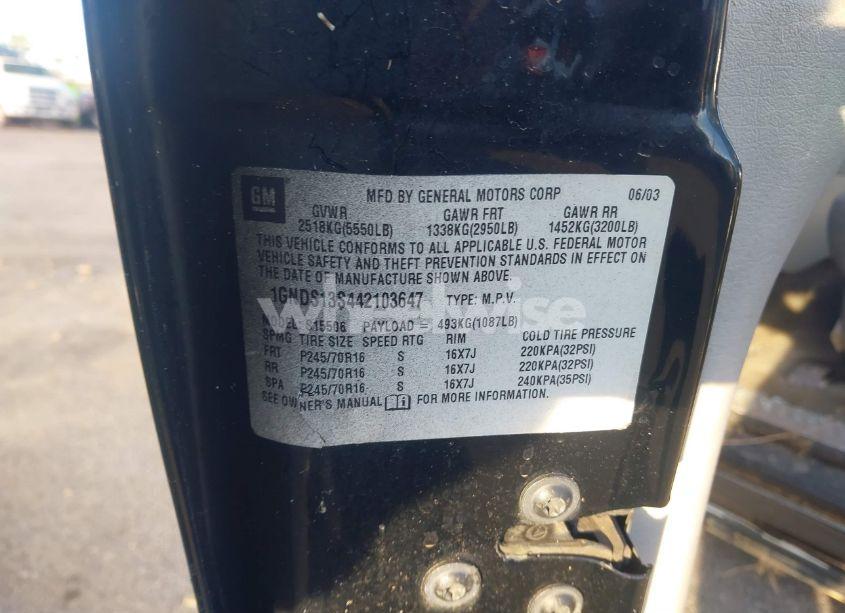 GM
MFD BY GENERAL MOTORS CORP 06/03
GVWR GAWR FRT GAWR RR
2518KG(5550LB) 1338KG(2950LB) 1452KG(3200LB)
THIS VEHICLE CONFORMS TO ALL APPLICABLE U.S. FEDERAL MOTOR
VEHICLE SAFETY AND THEFT PREVENTION STANDARDS IN EFFECT ON
THE DATE OF MANUFACTURE SHOWN ABOVE.
1GNDS13S442103647 TYPE: M.P.V.
wheelwise
MODEL: S15506 PAYLOAD = 493KG(1087LB)
SPMG TIRE SIZE SPEED RTG RIM COLD TIRE PRESSURE
FRT P245/70R16 S 16X7J 220KPA(32PSI)
RR P245/70R16 S 16X7J 220KPA(32PSI)
SPA P245/70R16 S 16X7J 240KPA(35PSI)
SEE OWNER'S MANUAL FOR MORE INFORMATION.